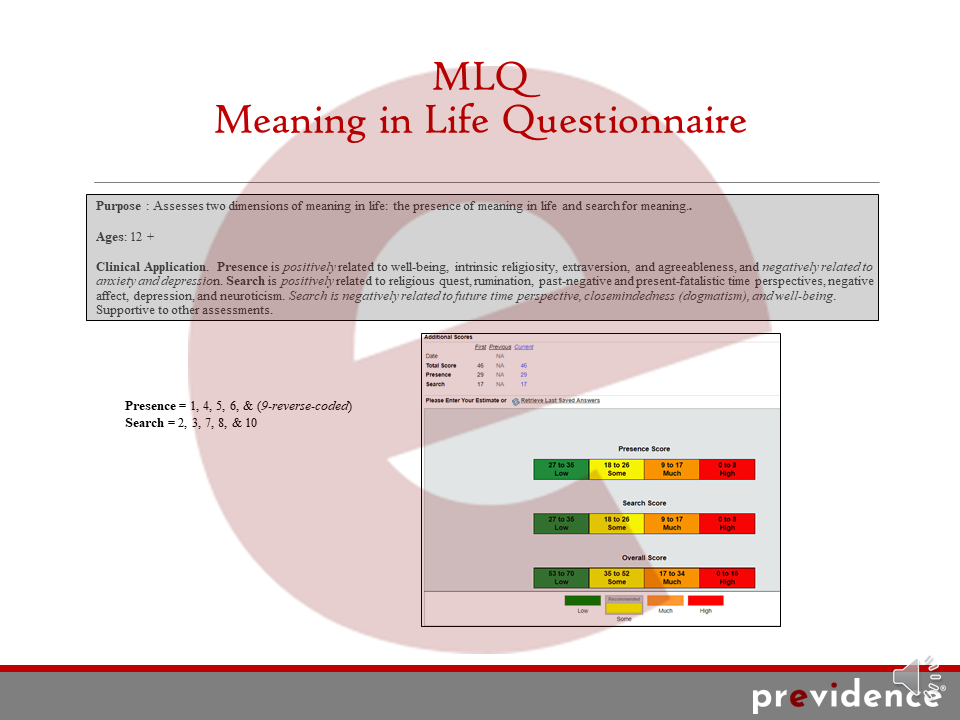 MLQ
Meaning in Life Questionnaire
Purpose : Assesses two dimensions of meaning in life: the presence of meaning in life and search for meaning..
Ages: 12 +
Clinical Application. Presence is positively related to well-being, intrinsic religiosity, extraversion, and agreeableness, and negatively related to
anxiety and depression. Search is positively related to religious quest, rumination, past-negative and present-fatalistic time perspectives, negative
affect, depression, and neuroticism. Search is negatively related to future time perspective, closemindedness (dogmatism), and well-being.
Supportive to other assessments.
Presence = 1, 4, 5, 6, & (9-reverse-coded)
Search = 2, 3, 7, 8, & 10
Additional Scores
First Previous Current
Date NA
Total Score 46 NA 46
Presence 29 NA 29
Search 17 NA 17
Please Enter Your Estimate or Retrieve Last Saved Answers
Presence Score
27 to 35 18 to 26 9 to 17 0 to 8
Low Some Much High
Search Score
27 to 35 18 to 26 9 to 17 0 to 8
Low Some Much High
Overall Score
53 to 70 35 to 52 17 to 34 0 to 16
Low Some Much High
Recommended
Low Some Much High
previdence®